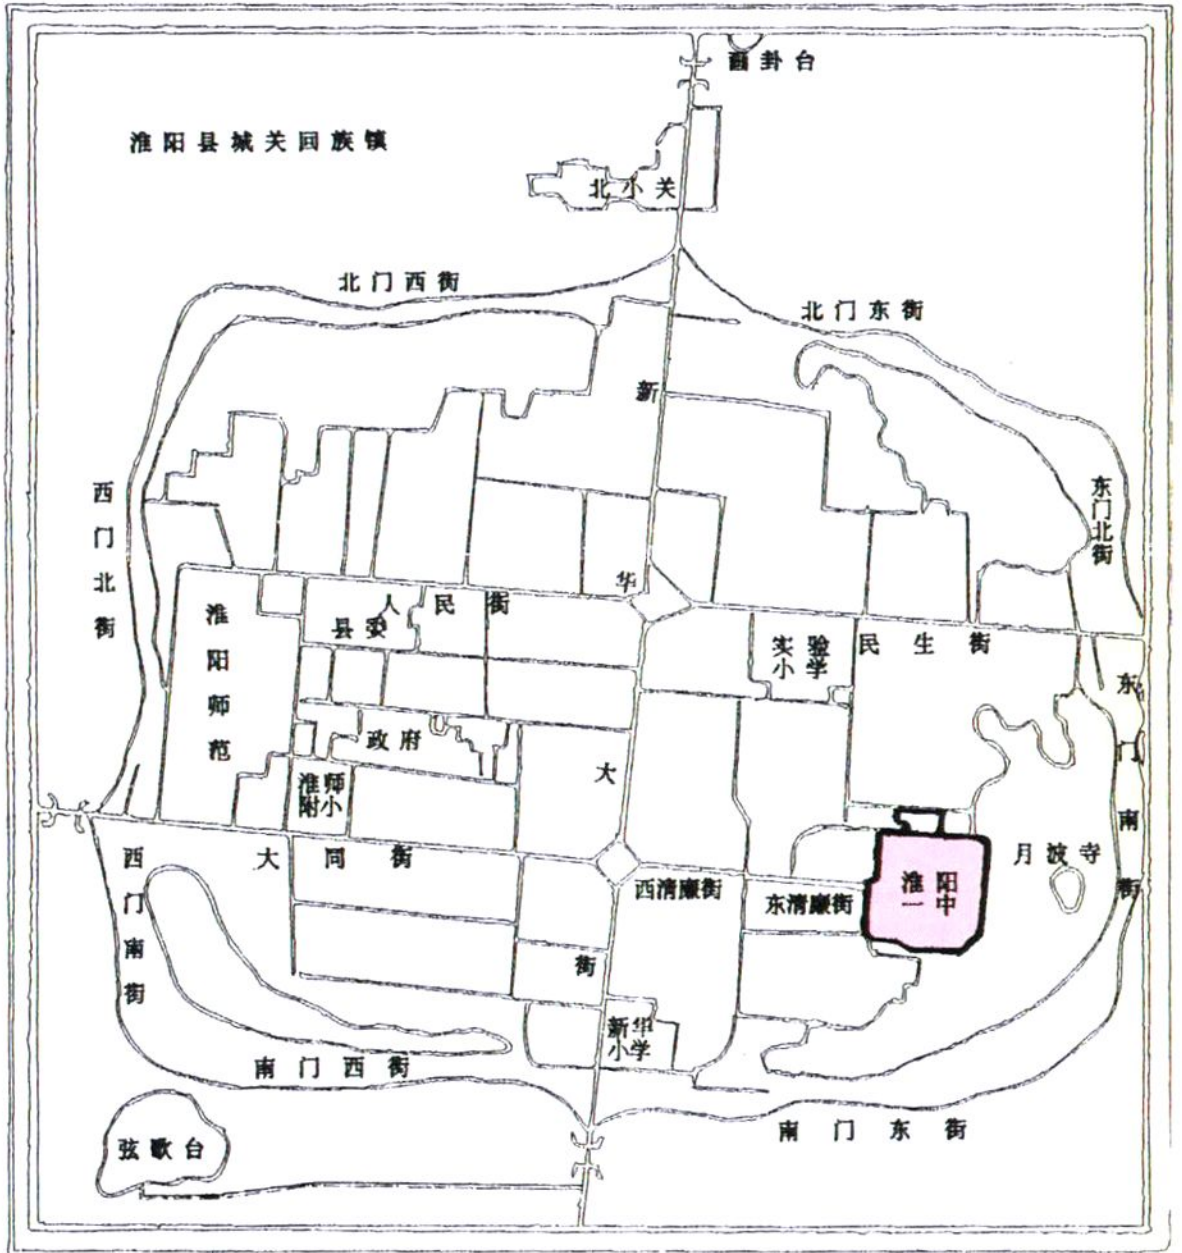 画卦台
淮阳县城关回族镇
北小关
北门西街
北门东街
新华大街
西门北街
东门北街
淮阳师范
人民街
县委
实验
小学
民生街
东门南街
政府
淮师
附小
大同街
西门南街
西清廠街
东清廠街
淮阳
一中
月波寺
新华
小学
南门西街
南门东街
弦歌台